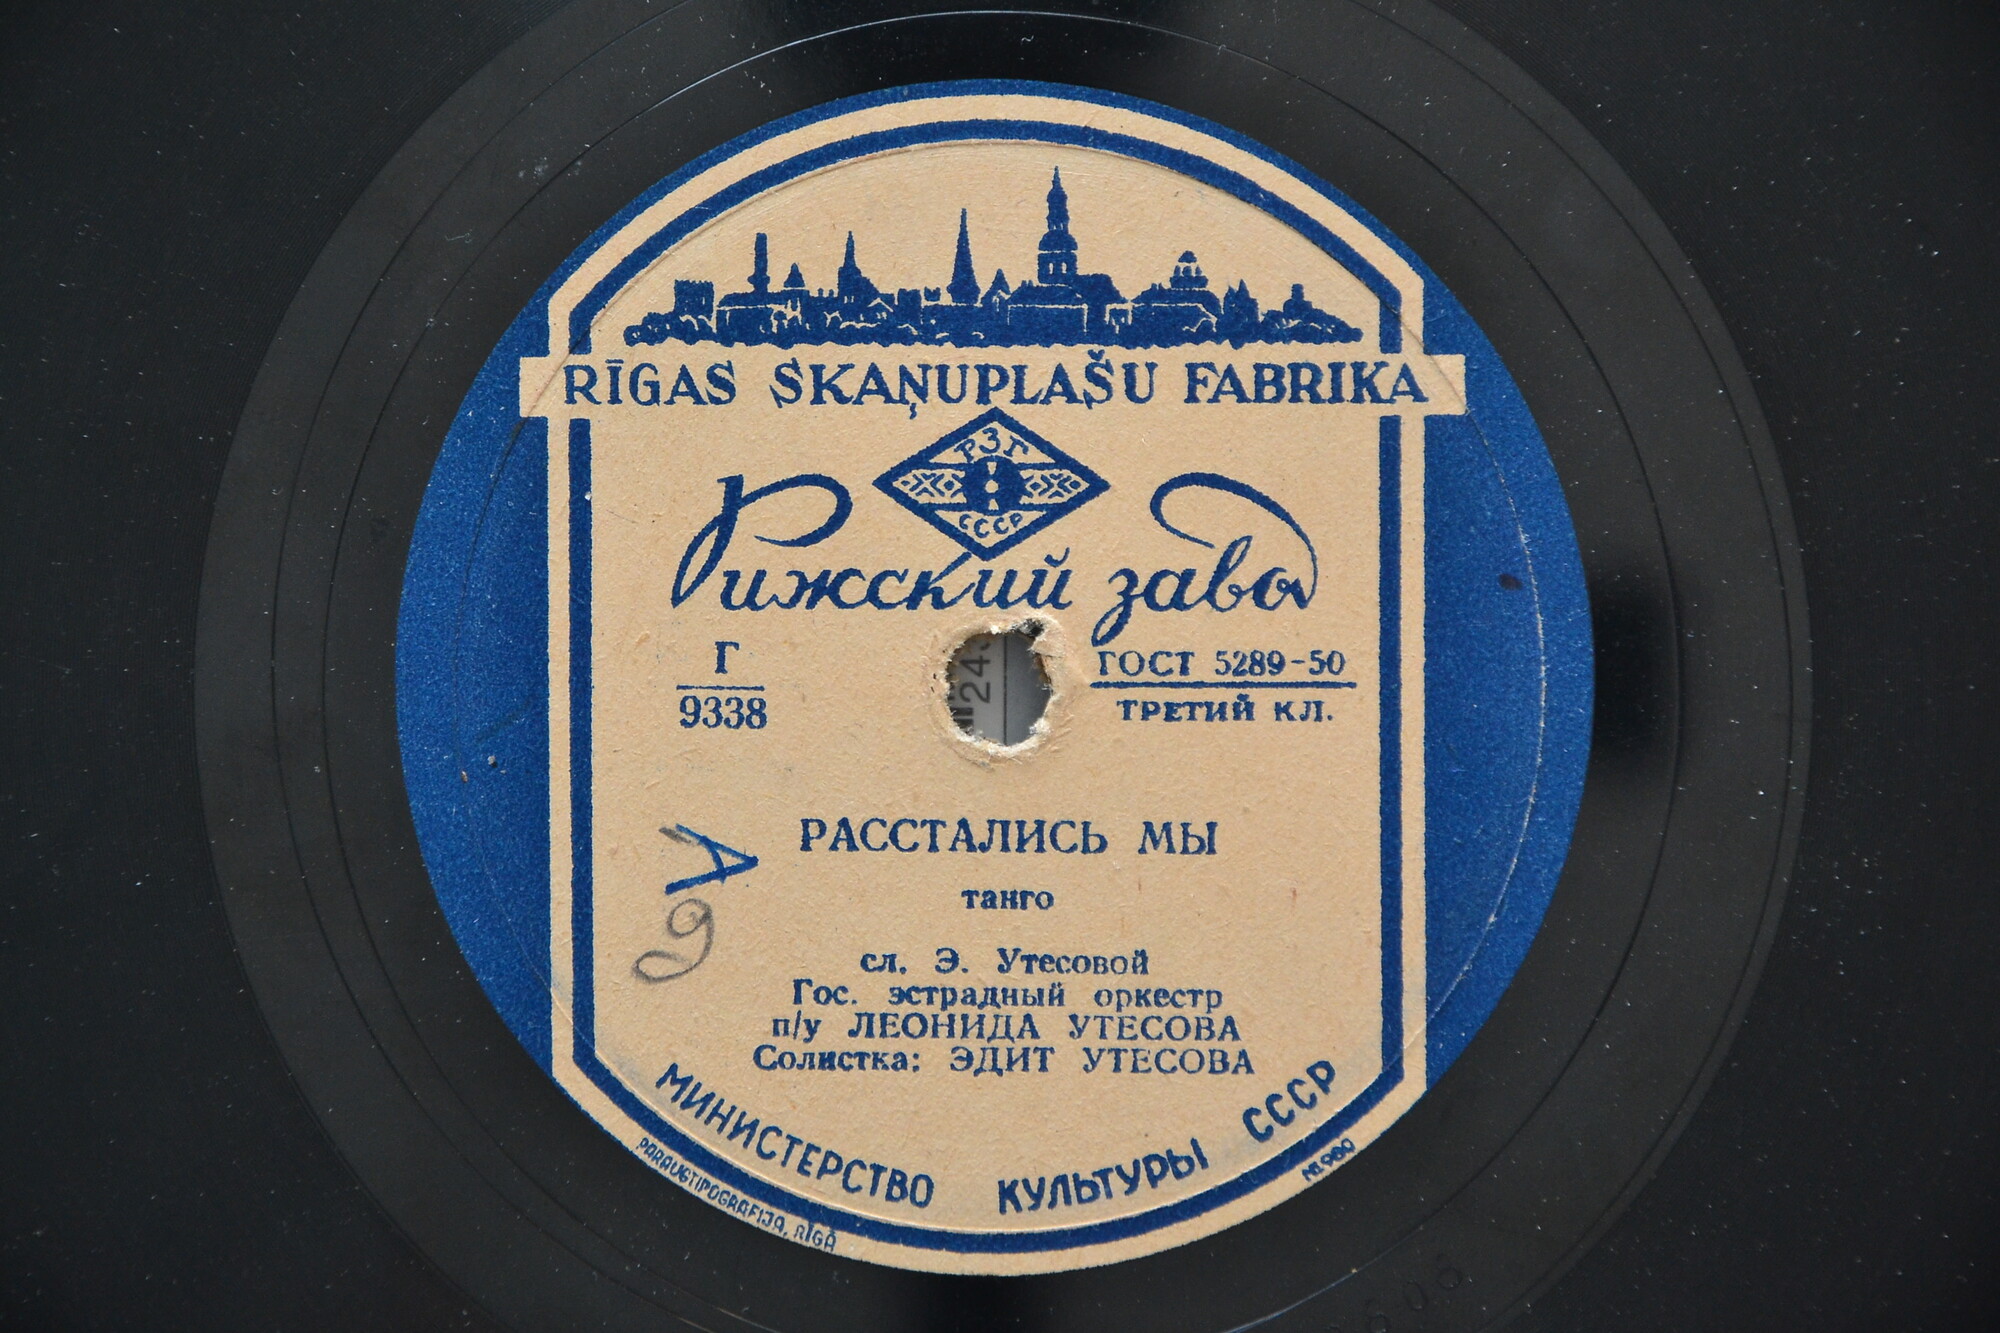 RĪGAS SKAŅUPLAŠU FABRIKA
РЗГ
СССР
Рижский завод
Г
9338
ГОСТ 5289-50
ТРЕТИЙ КЛ.
РАССТАЛИСЬ МЫ
танго
сл. Э. Утесовой
Гос. эстрадный оркестр
п/у ЛЕОНИДА УТЕСОВА
Солистка: ЭДИТ УТЕСОВА
МИНИСТЕРСТВО КУЛЬТУРЫ СССР
PARAUGTIPOGRAFIJA, RĪGĀ